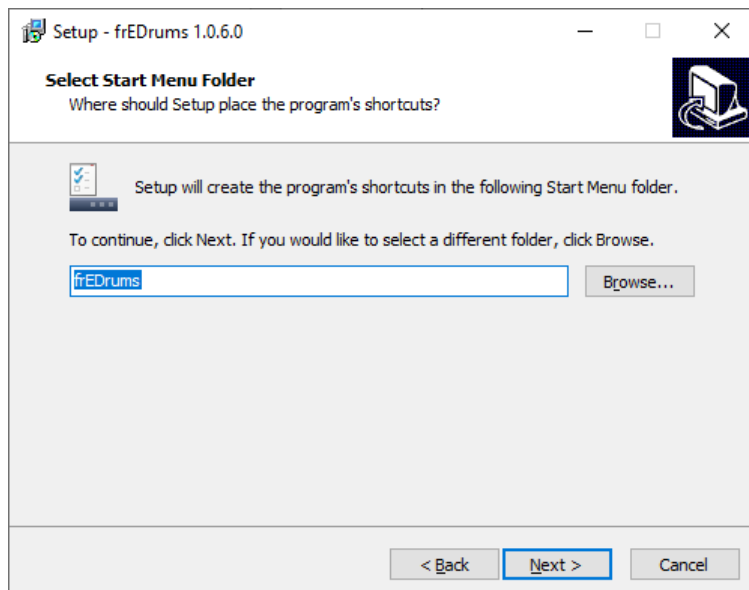 Setup - frEDrums 1.0.6.0
Select Start Menu Folder
Where should Setup place the program's shortcuts?
Setup will create the program's shortcuts in the following Start Menu folder.
To continue, click Next. If you would like to select a different folder, click Browse.
frEDrums
Browse...
< Back
Next >
Cancel